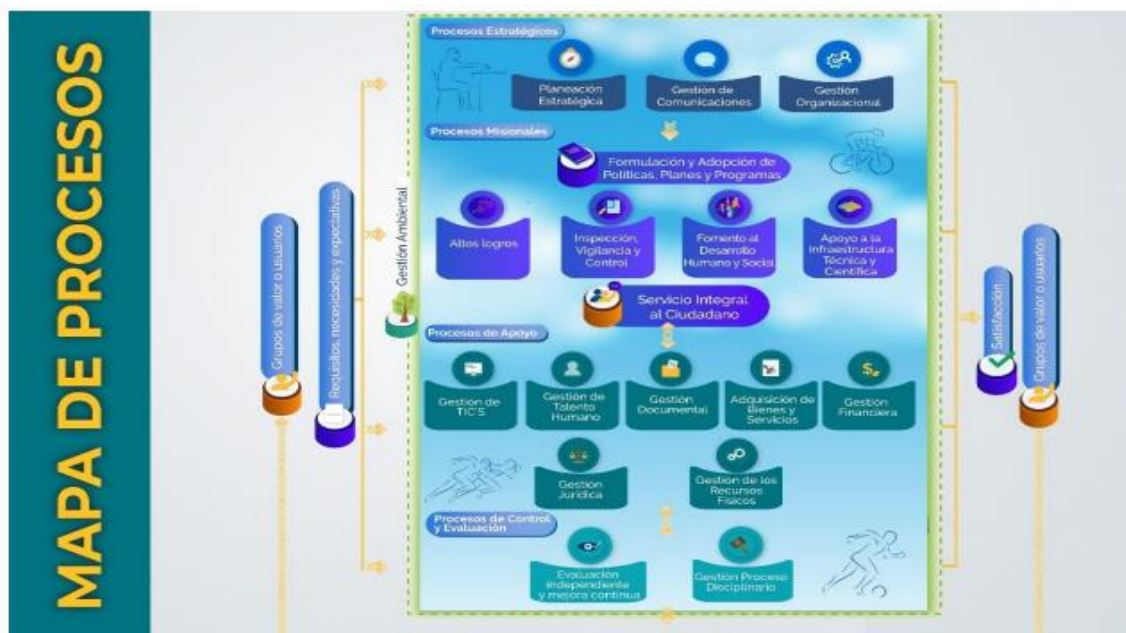 MAPA DE PROCESOS
Grupos de valor o usuarios
Requisitos, necesidades y expectativas
Gestión Ambiental
Procesos Estratégicos
Planeación
Estratégica
Gestión de
Comunicaciones
Gestión
Organizacional
Procesos Misionales
Formulación y Adopción de
Políticas, Planes y Programas
Altos logros
Inspección,
Vigilancia y
Control
Fomento al
Desarrollo
Humano y Social
Apoyo a la
Infraestructura
Técnica y
Científica
Servicio Integral
al Ciudadano
Procesos de Apoyo
Gestión de
TIC'S
Gestión de
Talento
Humano
Gestión
Documental
Adquisición de
Bienes y
Servicios
Gestión
Financiera
Gestión
Jurídica
Gestión de los
Recursos
Físicos
Procesos de Control
y Evaluación
Evaluación
independiente
y mejora continua
Gestión Proceso
Disciplinario
Satisfacción
Grupos de valor o usuarios